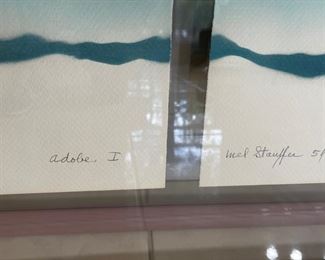 adobe. I
Mel Stauffer